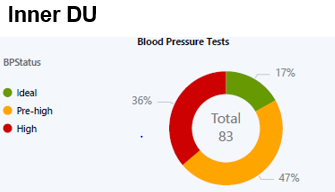 Inner DU
Blood Pressure Tests
BPStatus
Ideal
Pre-high
High
17%
36%
Total
83
47%